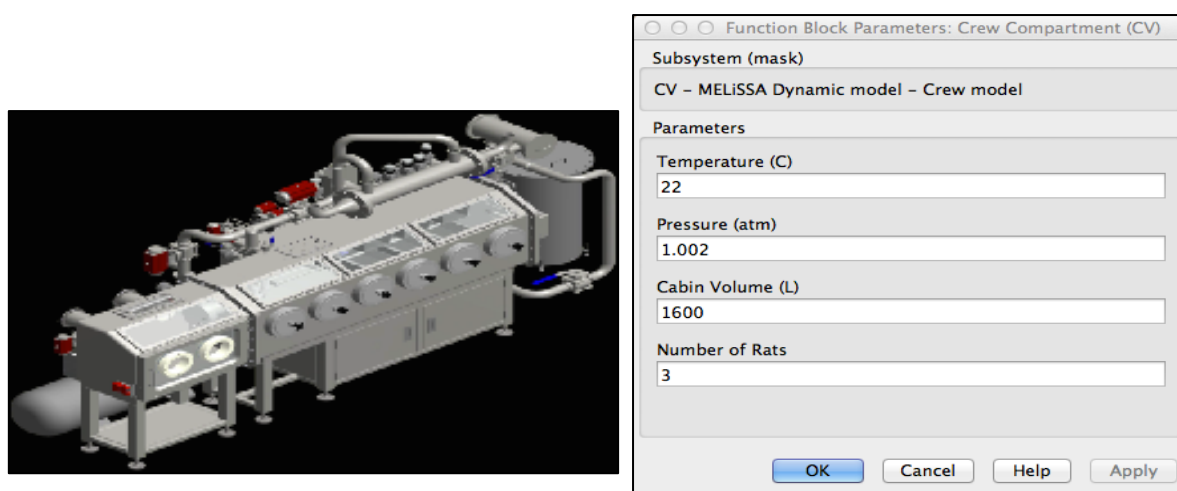 Function Block Parameters: Crew Compartment (CV)
Subsystem (mask)
CV – MELiSSA Dynamic model – Crew model
Parameters
Temperature (C)
22
Pressure (atm)
1.002
Cabin Volume (L)
1600
Number of Rats
3
OK Cancel Help Apply